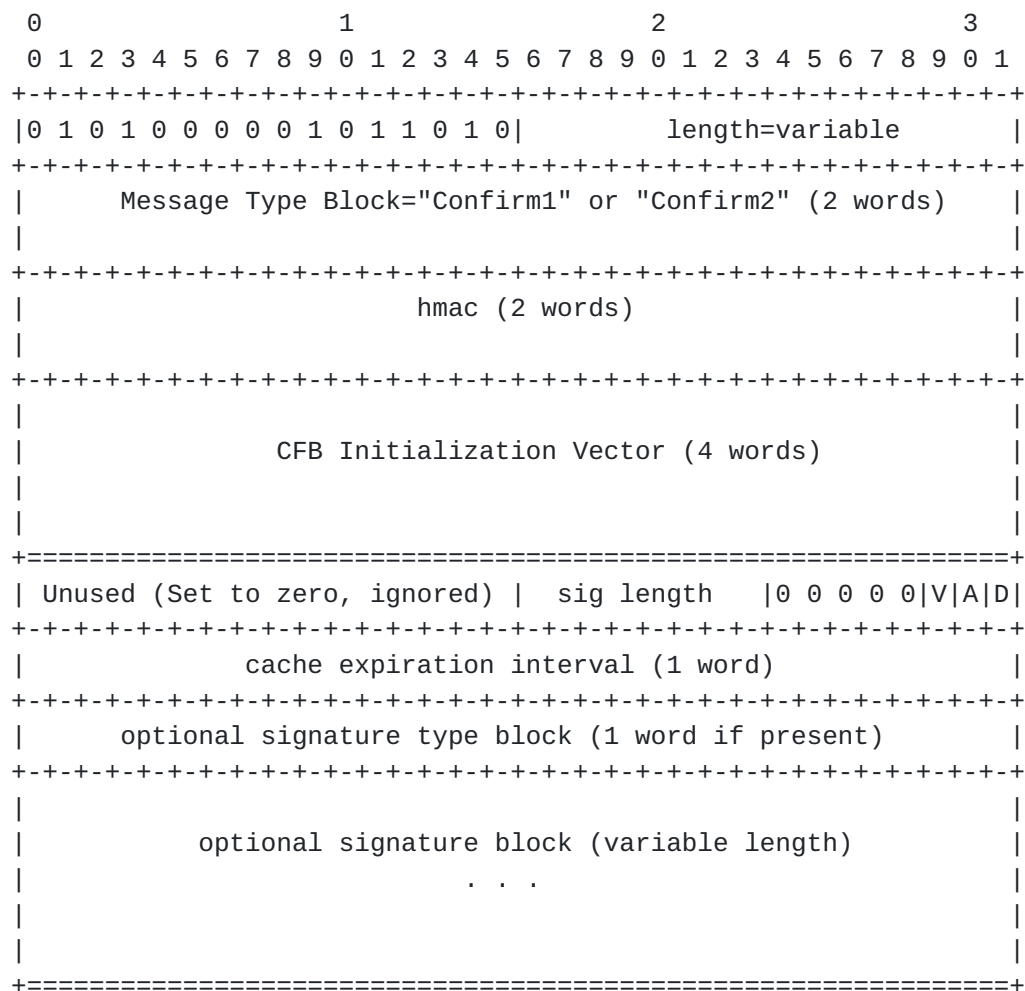 0                   1                   2                   3
 0 1 2 3 4 5 6 7 8 9 0 1 2 3 4 5 6 7 8 9 0 1 2 3 4 5 6 7 8 9 0 1
+-+-+-+-+-+-+-+-+-+-+-+-+-+-+-+-+-+-+-+-+-+-+-+-+-+-+-+-+-+-+-+-+
|0 1 0 1 0 0 0 0 0 1 0 1 1 0 1 0|         length=variable       |
+-+-+-+-+-+-+-+-+-+-+-+-+-+-+-+-+-+-+-+-+-+-+-+-+-+-+-+-+-+-+-+-+
|      Message Type Block="Confirm1" or "Confirm2" (2 words)    |
|                                                               |
+-+-+-+-+-+-+-+-+-+-+-+-+-+-+-+-+-+-+-+-+-+-+-+-+-+-+-+-+-+-+-+-+
|                         hmac (2 words)                        |
|                                                               |
+-+-+-+-+-+-+-+-+-+-+-+-+-+-+-+-+-+-+-+-+-+-+-+-+-+-+-+-+-+-+-+-+
|                                                               |
|                CFB Initialization Vector (4 words)            |
|                                                               |
|                                                               |
+===============================================================+
| Unused (Set to zero, ignored) |  sig length   |0 0 0 0 0|V|A|D|
+-+-+-+-+-+-+-+-+-+-+-+-+-+-+-+-+-+-+-+-+-+-+-+-+-+-+-+-+-+-+-+-+
|              cache expiration interval (1 word)               |
+-+-+-+-+-+-+-+-+-+-+-+-+-+-+-+-+-+-+-+-+-+-+-+-+-+-+-+-+-+-+-+-+
|      optional signature type block (1 word if present)        |
+-+-+-+-+-+-+-+-+-+-+-+-+-+-+-+-+-+-+-+-+-+-+-+-+-+-+-+-+-+-+-+-+
|                                                               |
|           optional signature block (variable length)          |
|                            . . .                              |
|                                                               |
|                                                               |
+===============================================================+